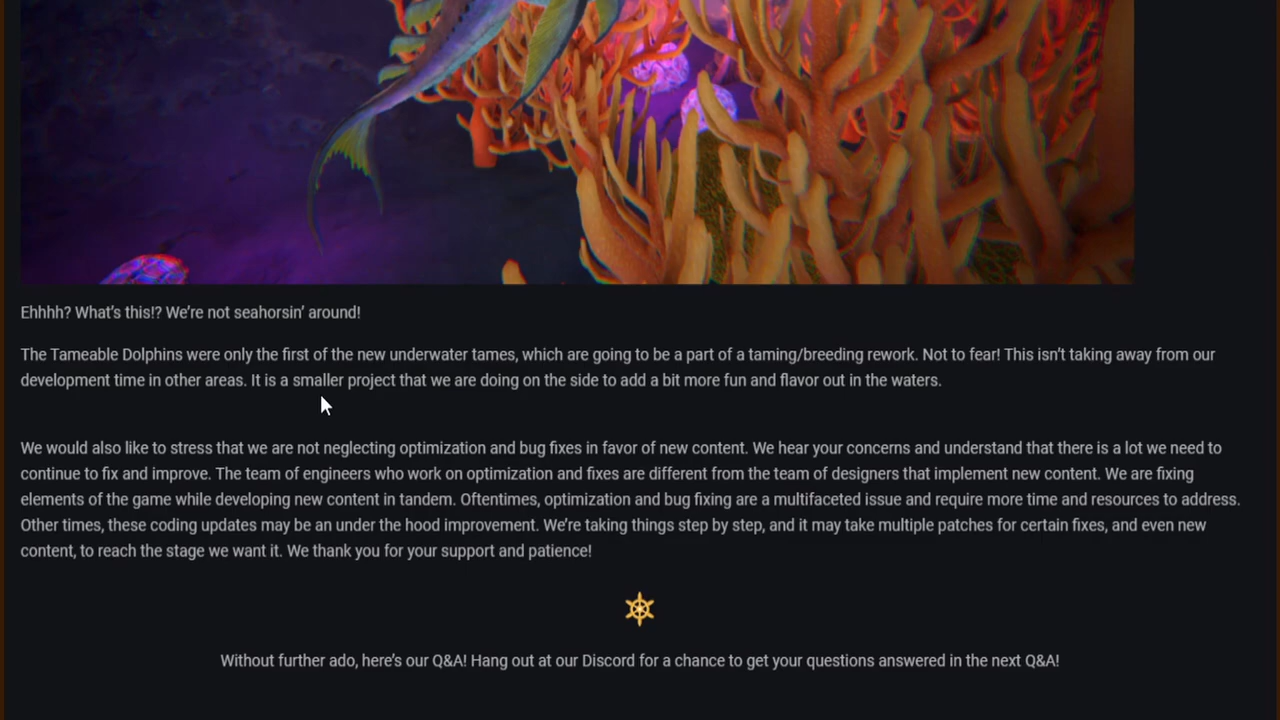 Ehhhh? What's this!? We're not seahorsin' around!
The Tameable Dolphins were only the first of the new underwater tames, which are going to be a part of a taming/breeding rework. Not to fear! This isn't taking away from our
development time in other areas. It is a smaller project that we are doing on the side to add a bit more fun and flavor out in the waters.
We would also like to stress that we are not neglecting optimization and bug fixes in favor of new content. We hear your concerns and understand that there is a lot we need to
continue to fix and improve. The team of engineers who work on optimization and fixes are different from the team of designers that implement new content. We are fixing
elements of the game while developing new content in tandem. Oftentimes, optimization and bug fixing are a multifaceted issue and require more time and resources to address.
Other times, these coding updates may be an under the hood improvement. We're taking things step by step, and it may take multiple patches for certain fixes, and even new
content, to reach the stage we want it. We thank you for your support and patience!
Without further ado, here's our Q&A! Hang out at our Discord for a chance to get your questions answered in the next Q&A!